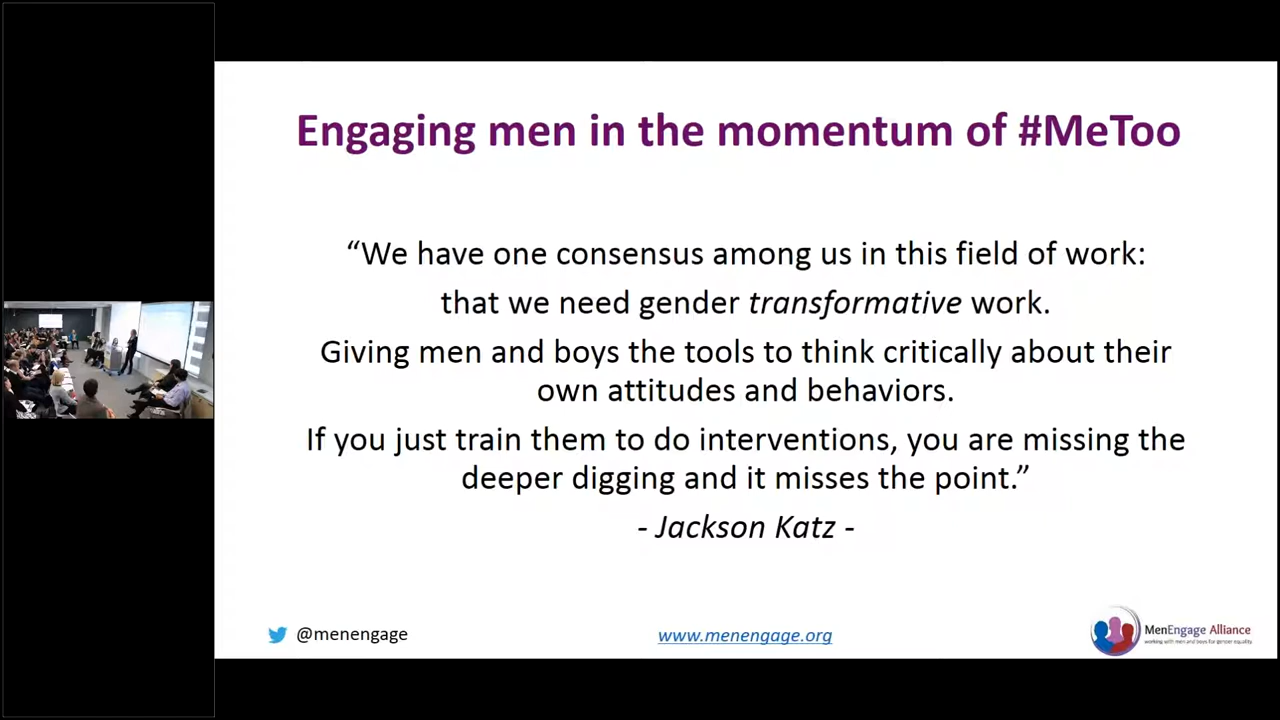 Engaging men in the momentum of #MeToo
“We have one consensus among us in this field of work:
that we need gender transformative work.
Giving men and boys the tools to think critically about their
own attitudes and behaviors.
If you just train them to do interventions, you are missing the
deeper digging and it misses the point.”
- Jackson Katz -
@menengage
www.menengage.org
MenEngage Alliance
working with men and boys for gender equality